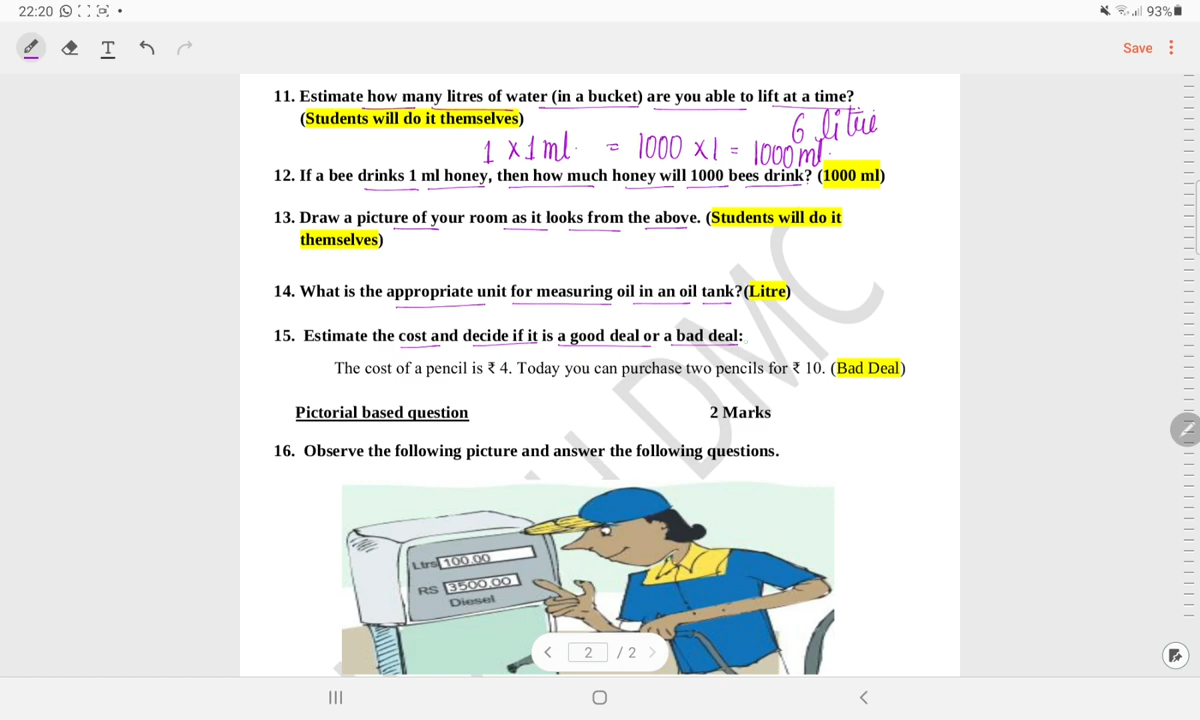 22:20
93%
T
Save
11. Estimate how many litres of water (in a bucket) are you able to lift at a time?
(Students will do it themselves)
6 litre
1 x 1 ml. = 1000 x 1 = 1000 ml.
12. If a bee drinks 1 ml honey, then how much honey will 1000 bees drink? (1000 ml)
13. Draw a picture of your room as it looks from the above. (Students will do it
themselves)
14. What is the appropriate unit for measuring oil in an oil tank?(Litre)
15. Estimate the cost and decide if it is a good deal or a bad deal:
The cost of a pencil is ₹ 4. Today you can purchase two pencils for ₹ 10. (Bad Deal)
Pictorial based question 2 Marks
16. Observe the following picture and answer the following questions.
Ltrs 100.00
RS 3500.00
Diesel
2 / 2
DMC